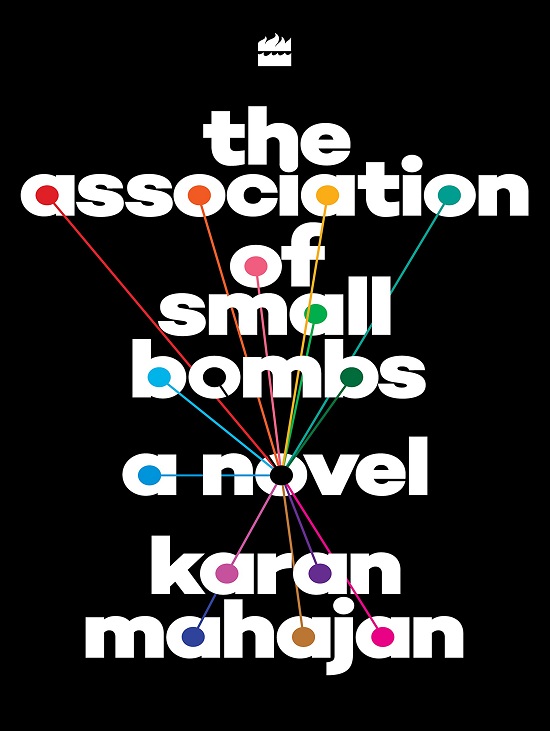 the
association
of
small
bombs
a novel
karan
mahajan